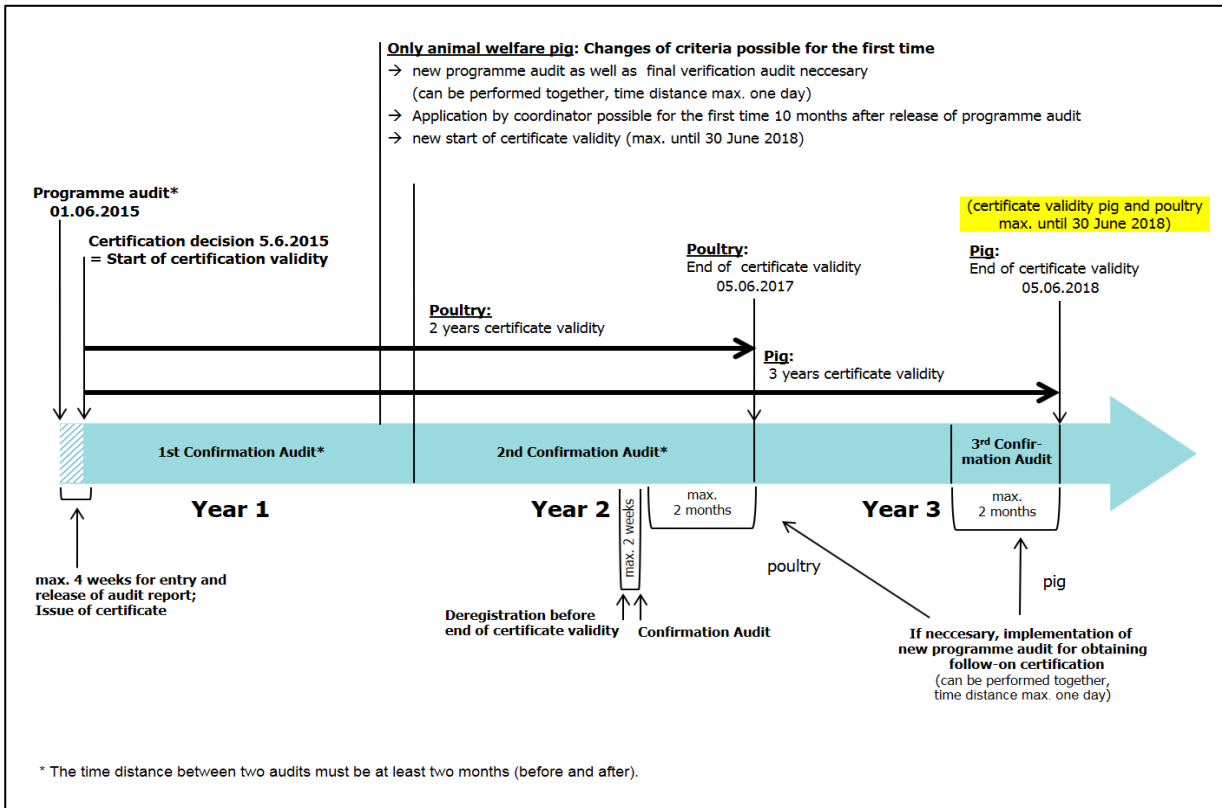 Only animal welfare pig: Changes of criteria possible for the first time
→ new programme audit as well as final verification audit neccesary
(can be performed together, time distance max. one day)
→ Application by coordinator possible for the first time 10 months after release of programme audit
→ new start of certificate validity (max. until 30 June 2018)
Programme audit*
01.06.2015
Certification decision 5.6.2015
= Start of certification validity
(certificate validity pig and poultry
max. until 30 June 2018)
Poultry:
End of certificate validity
05.06.2017
Pig:
End of certificate validity
05.06.2018
Poultry:
2 years certificate validity
Pig:
3 years certificate validity
1st Confirmation Audit*
2nd Confirmation Audit*
3rd Confir-
mation Audit
Year 1
Year 2
max. 2 weeks
max.
2 months
Year 3
max.
2 months
max. 4 weeks for entry and
release of audit report;
Issue of certificate
Deregistration before
end of certificate validity
Confirmation Audit
poultry
pig
If neccesary, implementation of
new programme audit for obtaining
follow-on certification
(can be performed together,
time distance max. one day)
* The time distance between two audits must be at least two months (before and after).